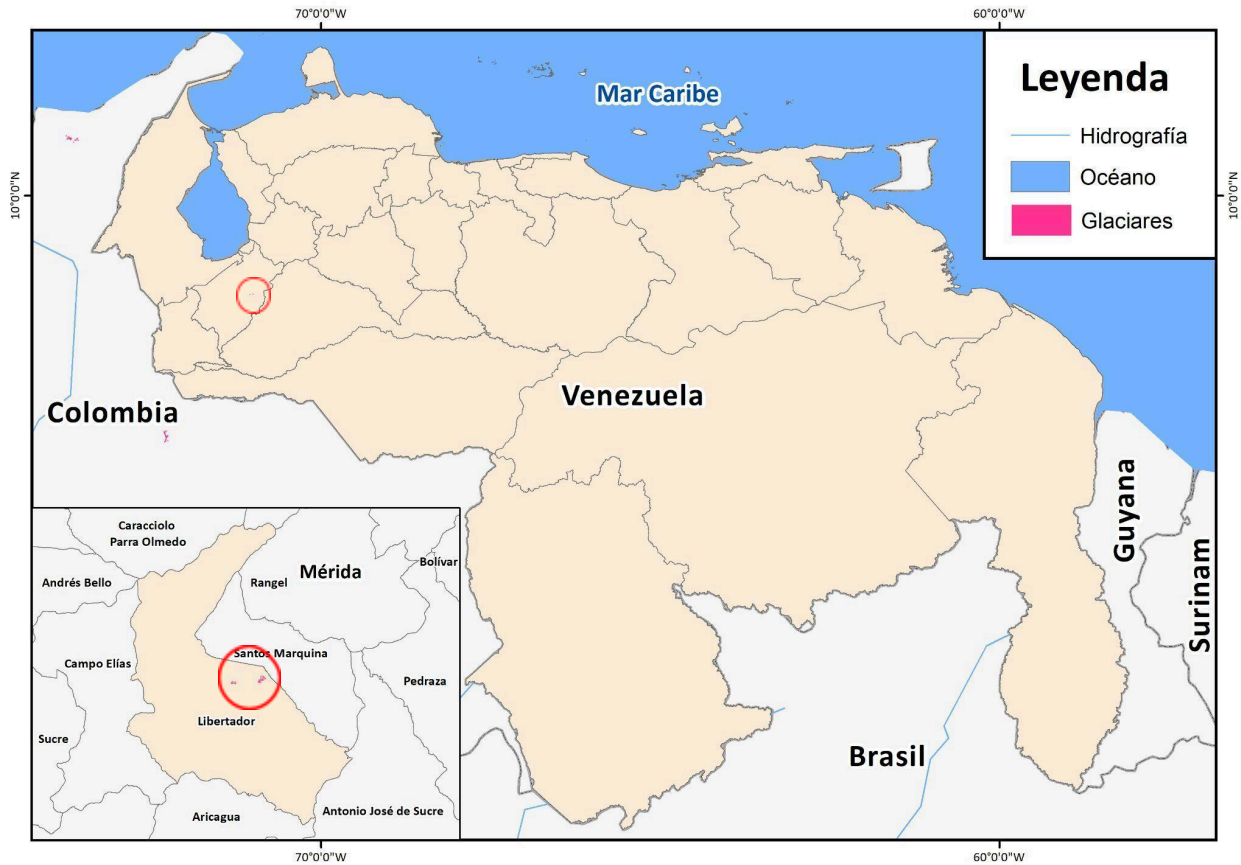 70°0'0"W
60°0'0"W
Leyenda
Hidrografía
Océano
Glaciares
Mar Caribe
10°0'0"N
10°0'0"N
Venezuela
Colombia
Guyana
Surinam
Brasil
Caracciolo
Parra Olmedo
Mérida
Bolívar
Andrés Bello
Rangel
Santos Marquina
Campo Elías
Pedraza
Libertador
Sucre
Aricagua
Antonio José de Sucre
70°0'0"W
60°0'0"W